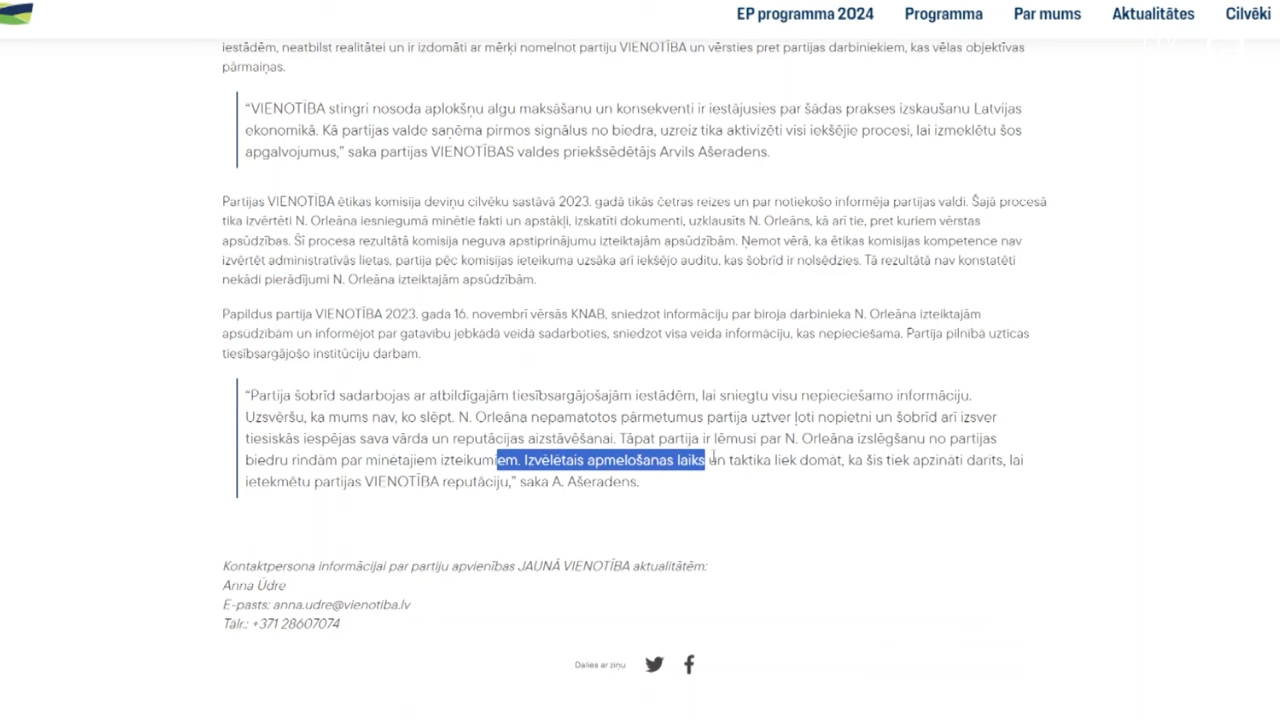 EP programma 2024 Programma Par mums Aktualitātes Cilvēki
iestādēm, neatbilst realitātei un ir izdomāti ar mērķi nomelnot partiju VIENOTĪBA un vērsties pret partijas darbiniekiem, kas vēlas objektīvas
pārmaiņas.
“VIENOTĪBA stingri nosoda aplokšņu algu maksāšanu un konsekventi ir iestājusies par šādas prakses izskaušanu Latvijas
ekonomikā. Kā partijas valde saņēma pirmos signālus no biedra, uzreiz tika aktivizēti visi iekšējie procesi, lai izmeklētu šos
apgalvojumus,” saka partijas VIENOTĪBAS valdes priekšsēdētājs Arvils Ašeradens.
Partijas VIENOTĪBA ētikas komisija deviņu cilvēku sastāvā 2023. gadā tikās četras reizes un par notiekošo informēja partijas valdi. Šajā procesā
tika izvērtēti N. Orleāna iesniegumā minētie fakti un apstākļi, izskatīti dokumenti, uzklausīts N. Orleāns, kā arī tie, pret kuriem vērstas
apsūdzības. Šī procesa rezultātā komisija neguva apstiprinājumu izteiktajām apsūdzībām. Ņemot vērā, ka ētikas komisijas kompetence nav
izvērtēt administratīvās lietas, partija pēc komisijas ieteikuma uzsāka arī iekšējo auditu, kas šobrīd ir noslēdzies. Tā rezultātā nav konstatēti
nekādi pierādījumi N. Orleāna izteiktajām apsūdzībām.
Papildus partija VIENOTĪBA 2023. gada 16. novembrī vērsās KNAB, sniedzot informāciju par biroja darbinieka N. Orleāna izteiktajām
apsūdzībām un informējot par gatavību jebkādā veidā sadarboties, sniedzot visa veida informāciju, kas nepieciešama. Partija pilnībā uzticas
tiesībsargājošo institūciju darbam.
“Partija šobrīd sadarbojas ar atbildīgajām tiesībsargājošajām iestādēm, lai sniegtu visu nepieciešamo informāciju.
Uzsvēršu, ka mums nav, ko slēpt. N. Orleāna nepamatotos pārmetumus partija uztver ļoti nopietni un šobrīd arī izsver
tiesiskās iespējas sava vārda un reputācijas aizstāvēšanai. Tāpat partija ir lēmusi par N. Orleāna izslēgšanu no partijas
biedru rindām par minētajiem izteikumiem. Izvēlētais apmelošanas laiks un taktika liek domāt, ka šis tiek apzināti darīts, lai
ietekmētu partijas VIENOTĪBA reputāciju,” saka A. Ašeradens.
Kontaktpersona informācijai par partiju apvienības JAUNĀ VIENOTĪBA aktualitātēm:
Anna Ūdre
E-pasts: anna.udre@vienotiba.lv
Tālr.: +371 28607074
Dalies ar ziņu